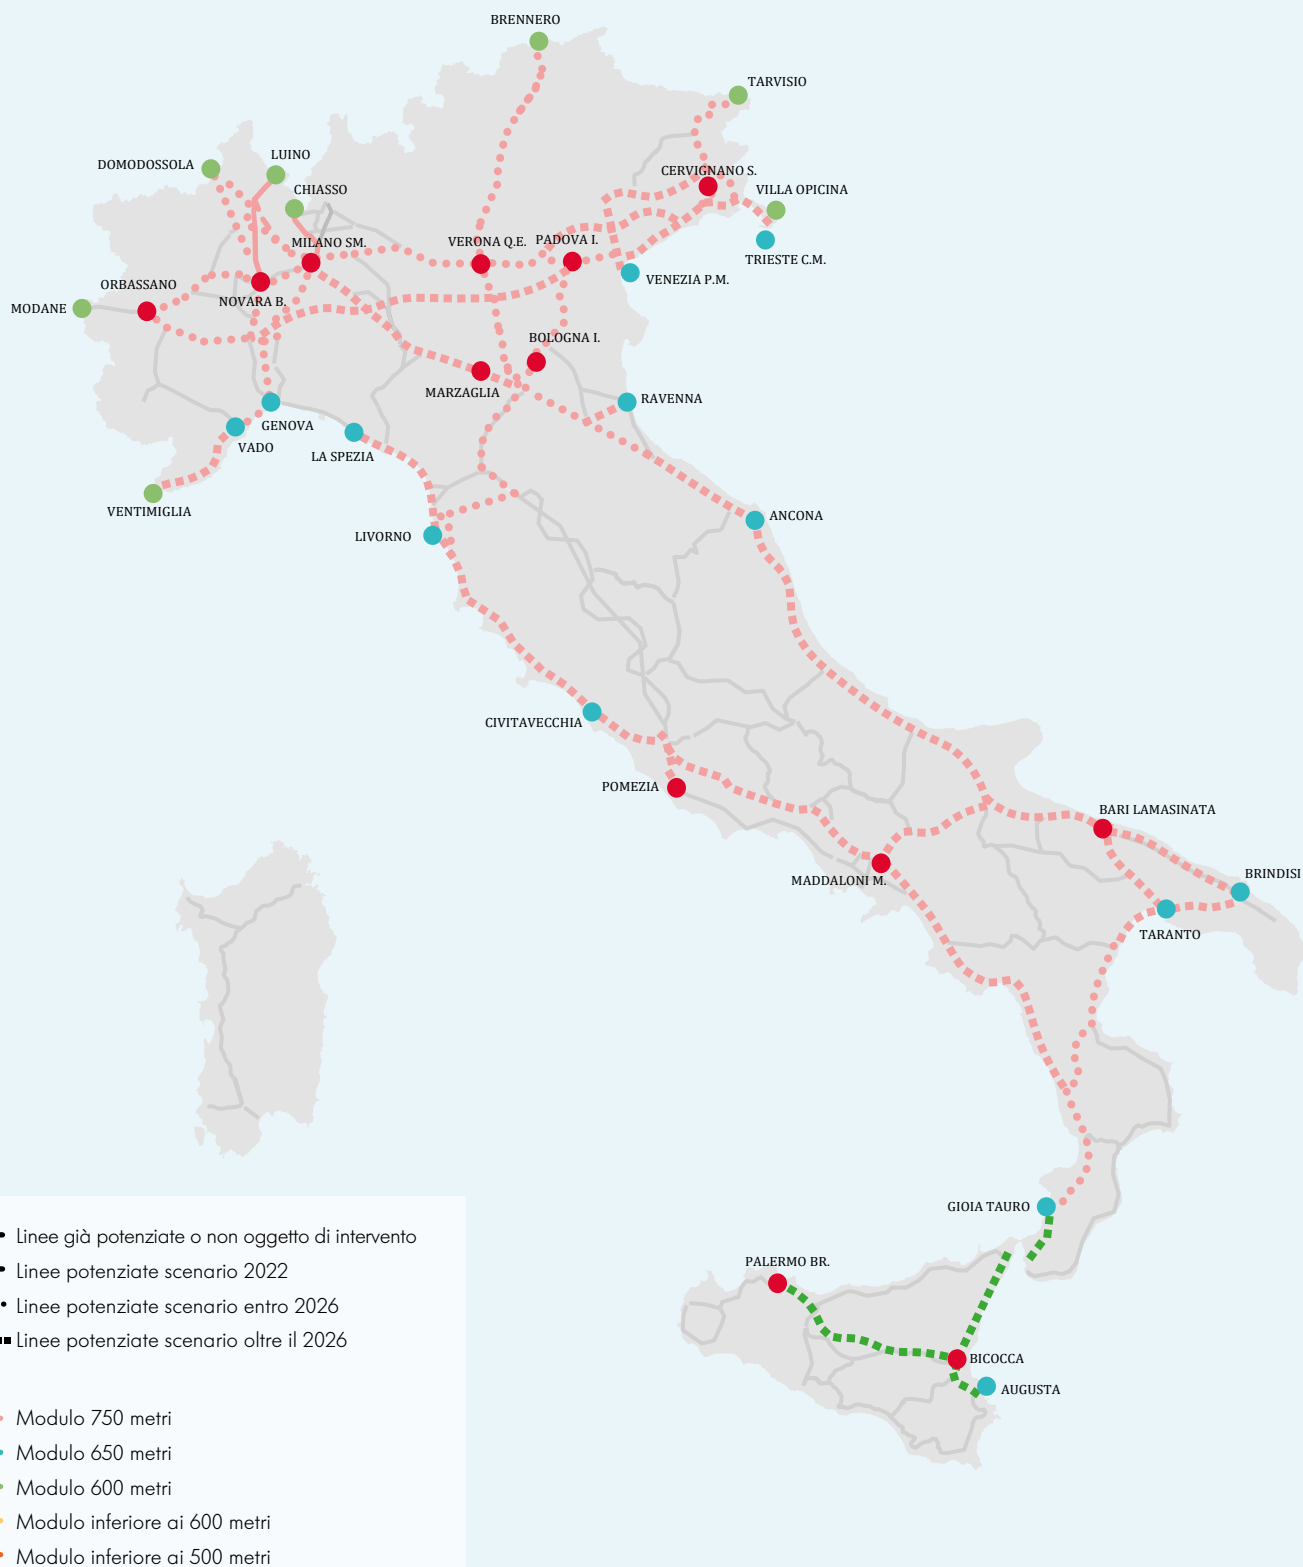 BRENNERO
TARVISIO
LUINO
DOMODOSSOLA
CERVIGNANO S.
CHIASSO
VILLA OPICINA
MILANO SM.
VERONA Q.E.
PADOVA I.
TRIESTE C.M.
VENEZIA P.M.
ORBASSANO
NOVARA B.
MODANE
BOLOGNA I.
MARZAGLIA
RAVENNA
GENOVA
VADO
LA SPEZIA
VENTIMIGLIA
ANCONA
LIVORNO
CIVITAVECCHIA
POMEZIA
BARI LAMASINATA
BRINDISI
MADDALONI M.
TARANTO
GIOIA TAURO
PALERMO BR.
BICOCCA
AUGUSTA
Linee già potenziate o non oggetto di intervento
Linee potenziate scenario 2022
Linee potenziate scenario entro 2026
Linee potenziate scenario oltre il 2026
Modulo 750 metri
Modulo 650 metri
Modulo 600 metri
Modulo inferiore ai 600 metri
Modulo inferiore ai 500 metri